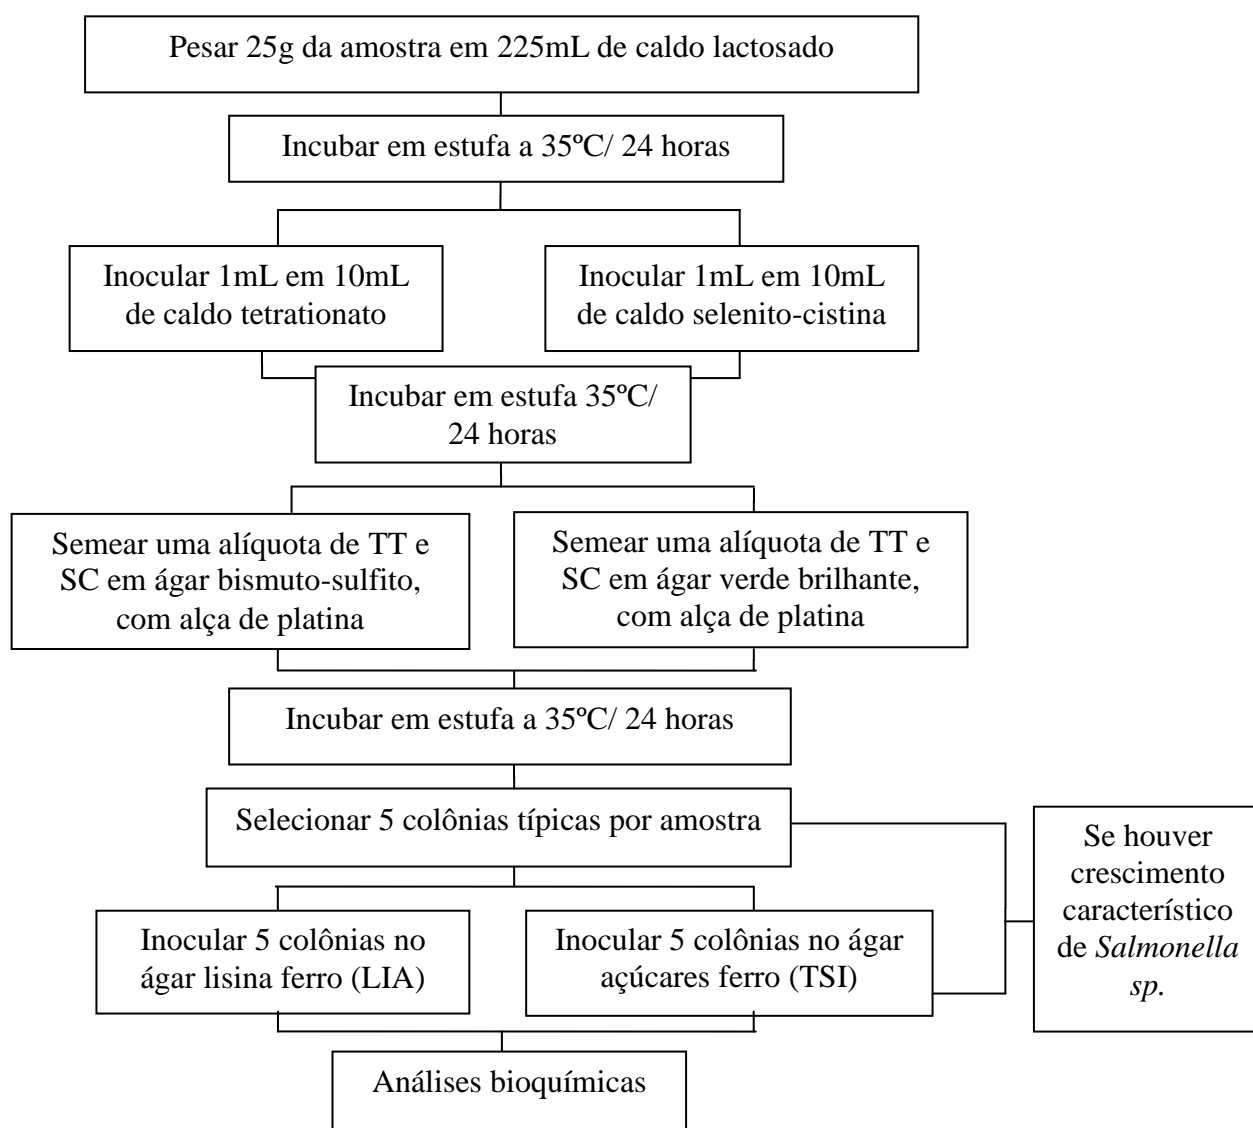 Pesar 25g da amostra em 225mL de caldo lactosado
Incubar em estufa a 35ºC/ 24 horas
Inocular 1mL em 10mL
de caldo tetrationato
Inocular 1mL em 10mL
de caldo selenito-cistina
Incubar em estufa 35ºC/
24 horas
Semear uma alíquota de TT e
SC em ágar bismuto-sulfito,
com alça de platina
Semear uma alíquota de TT e
SC em ágar verde brilhante,
com alça de platina
Incubar em estufa a 35ºC/ 24 horas
Selecionar 5 colônias típicas por amostra
Se houver
crescimento
característico
de Salmonella
sp.
Inocular 5 colônias no
ágar lisina ferro (LIA)
Inocular 5 colônias no ágar
açúcares ferro (TSI)
Análises bioquímicas